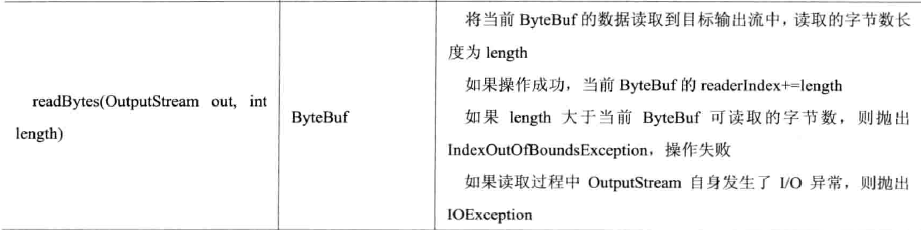 readBytes(OutputStream out, int
length)
ByteBuf
将当前 ByteBuf 的数据读取到目标输出流中，读取的字节数长
度为 length
如果操作成功，当前 ByteBuf 的 readerIndex+=length
如果 length 大于当前 ByteBuf 可读取的字节数，则抛出
IndexOutOfBoundsException，操作失败
如果读取过程中 OutputStream 自身发生了 I/O 异常，则抛出
IOException